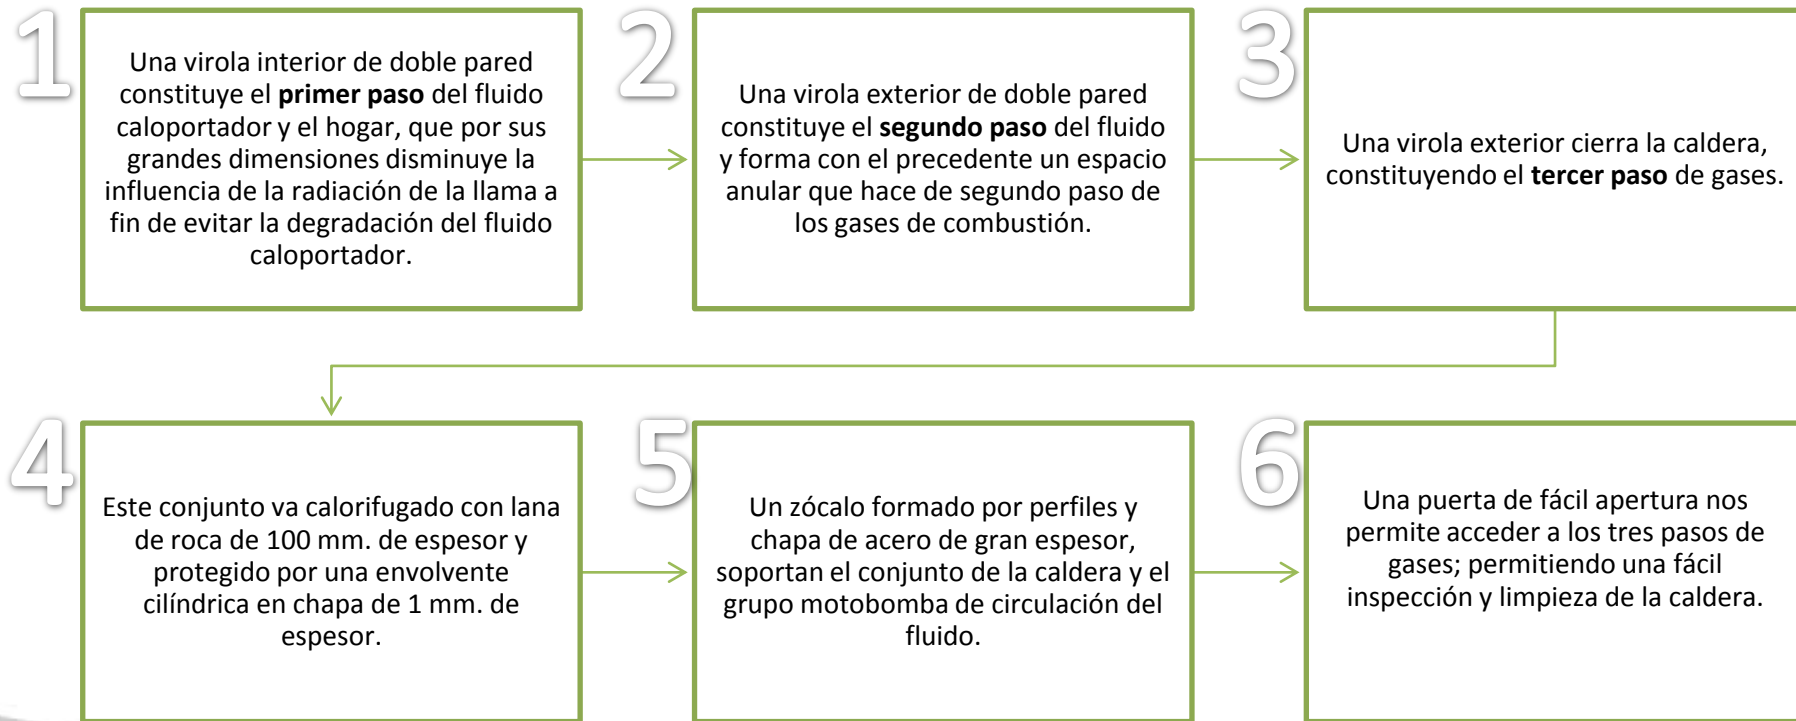 1
Una virola interior de doble pared
constituye el primer paso del fluido
caloportador y el hogar, que por sus
grandes dimensiones disminuye la
influencia de la radiación de la llama a
fin de evitar la degradación del fluido
caloportador.
2
Una virola exterior de doble pared
constituye el segundo paso del fluido
y forma con el precedente un espacio
anular que hace de segundo paso de
los gases de combustión.
3
Una virola exterior cierra la caldera,
constituyendo el tercer paso de gases.
4
Este conjunto va calorifugado con lana
de roca de 100 mm. de espesor y
protegido por una envolvente
cilíndrica en chapa de 1 mm. de
espesor.
5
Un zócalo formado por perfiles y
chapa de acero de gran espesor,
soportan el conjunto de la caldera y el
grupo motobomba de circulación del
fluido.
6
Una puerta de fácil apertura nos
permite acceder a los tres pasos de
gases; permitiendo una fácil
inspección y limpieza de la caldera.